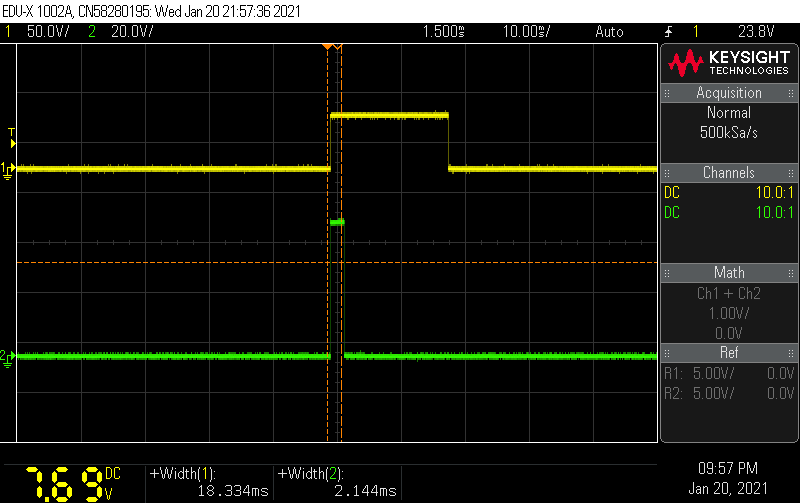 EDU-X 1002A, CN58280195: Wed Jan 20 21:57:36 2021
1 50.0V/ 2 20.0V/ 1.500s 10.00s/ Auto 1 23.8V
KEYSIGHT
TECHNOLOGIES
Acquisition
Normal
500kSa/s
Channels
DC 10.0:1
DC 10.0:1
Math
Ch1 + Ch2
1.00V/
0.0V
Ref
R1: 5.00V/ 0.0V
R2: 5.00V/ 0.0V
T
1
2
7.69 DC V
+Width(1): +Width(2):
18.334ms 2.144ms
09:57 PM
Jan 20, 2021